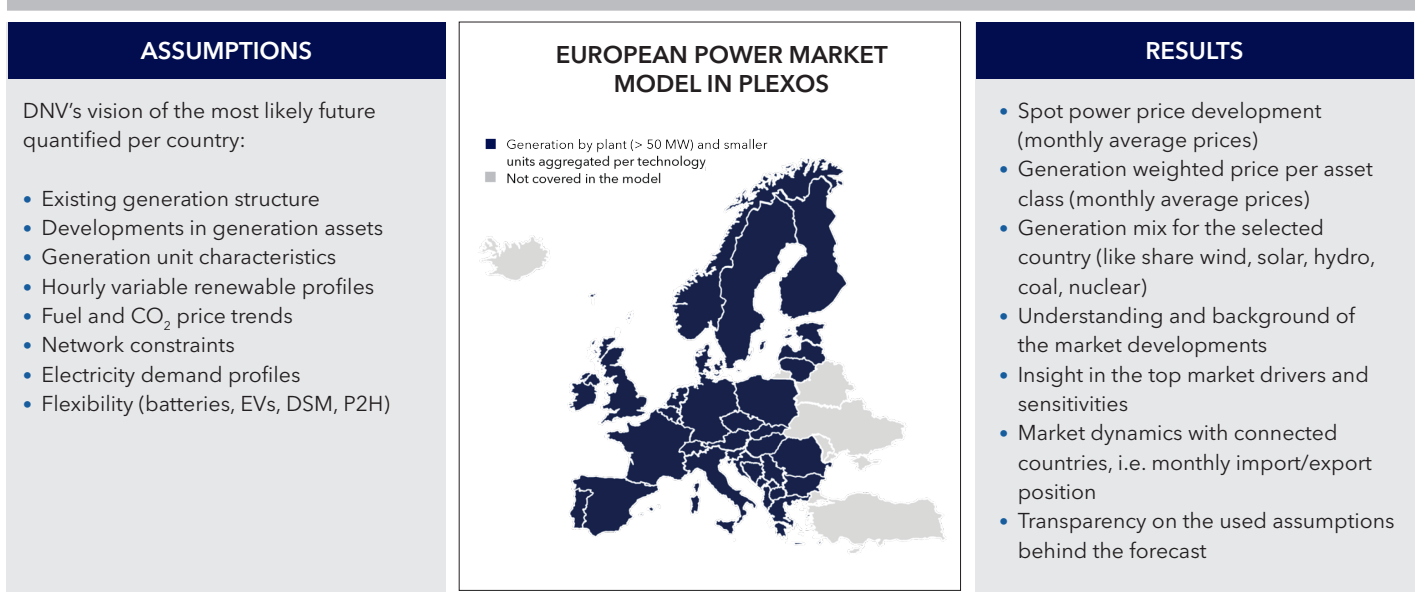 ASSUMPTIONS
DNV’s vision of the most likely future
quantified per country:
• Existing generation structure
• Developments in generation assets
• Generation unit characteristics
• Hourly variable renewable profiles
• Fuel and CO₂ price trends
• Network constraints
• Electricity demand profiles
• Flexibility (batteries, EVs, DSM, P2H)
EUROPEAN POWER MARKET
MODEL IN PLEXOS
Generation by plant (> 50 MW) and smaller
units aggregated per technology
Not covered in the model
RESULTS
• Spot power price development
(monthly average prices)
• Generation weighted price per asset
class (monthly average prices)
• Generation mix for the selected
country (like share wind, solar, hydro,
coal, nuclear)
• Understanding and background of
the market developments
• Insight in the top market drivers and
sensitivities
• Market dynamics with connected
countries, i.e. monthly import/export
position
• Transparency on the used assumptions
behind the forecast